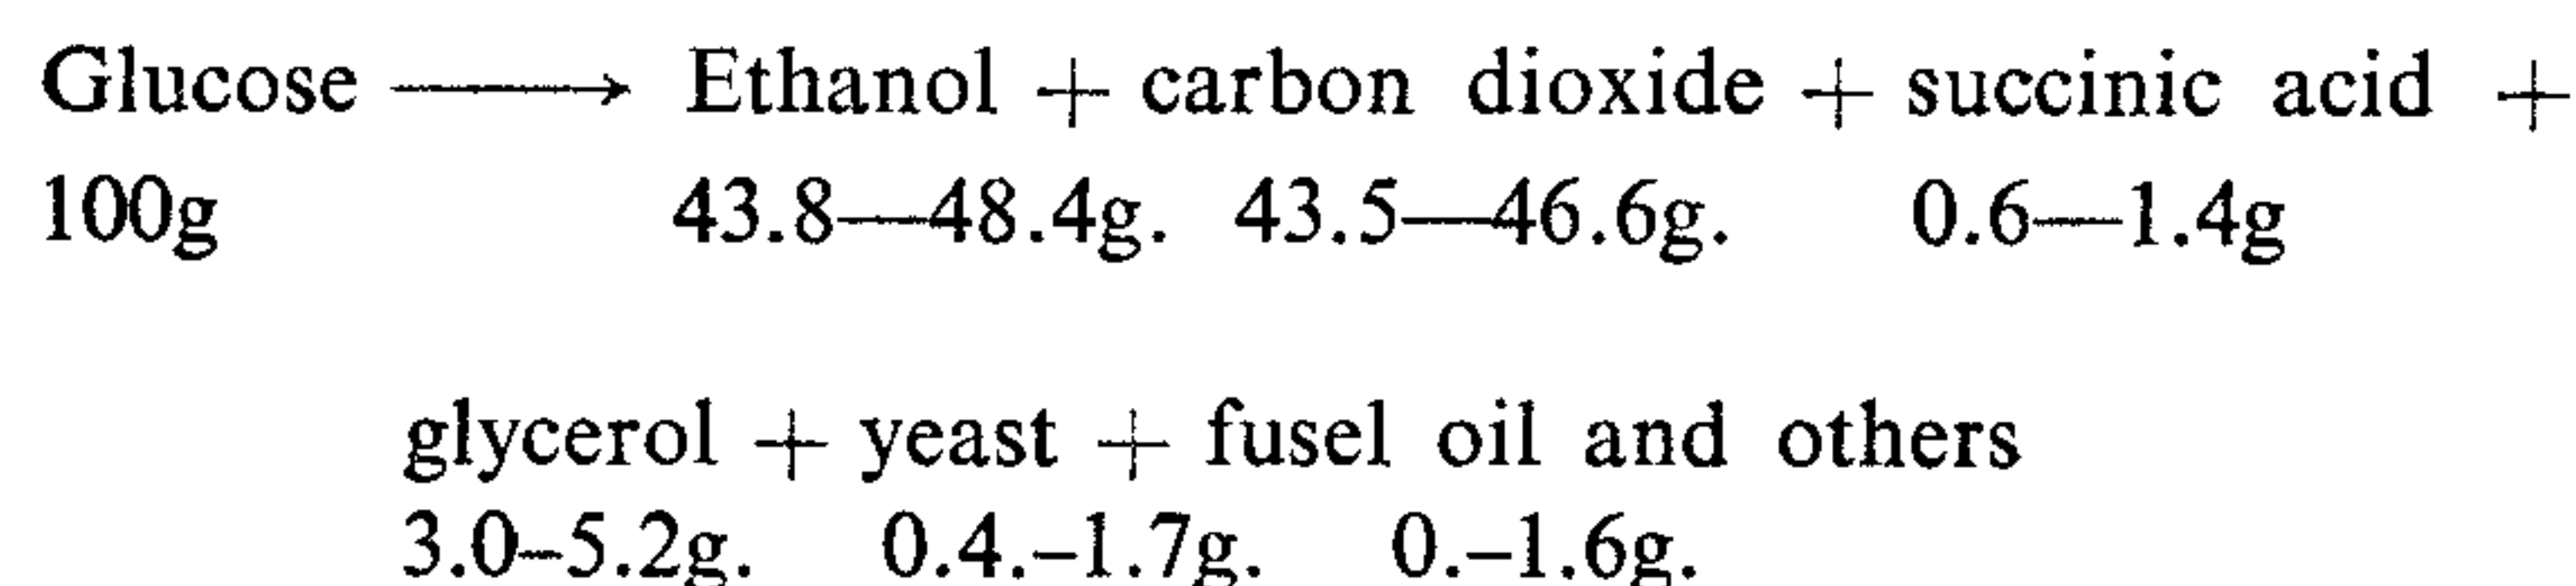 Glucose ⟶ Ethanol + carbon dioxide + succinic acid +
100g 43.8—48.4g. 43.5—46.6g. 0.6—1.4g
glycerol + yeast + fusel oil and others
3.0–5.2g. 0.4.–1.7g. 0.–1.6g.